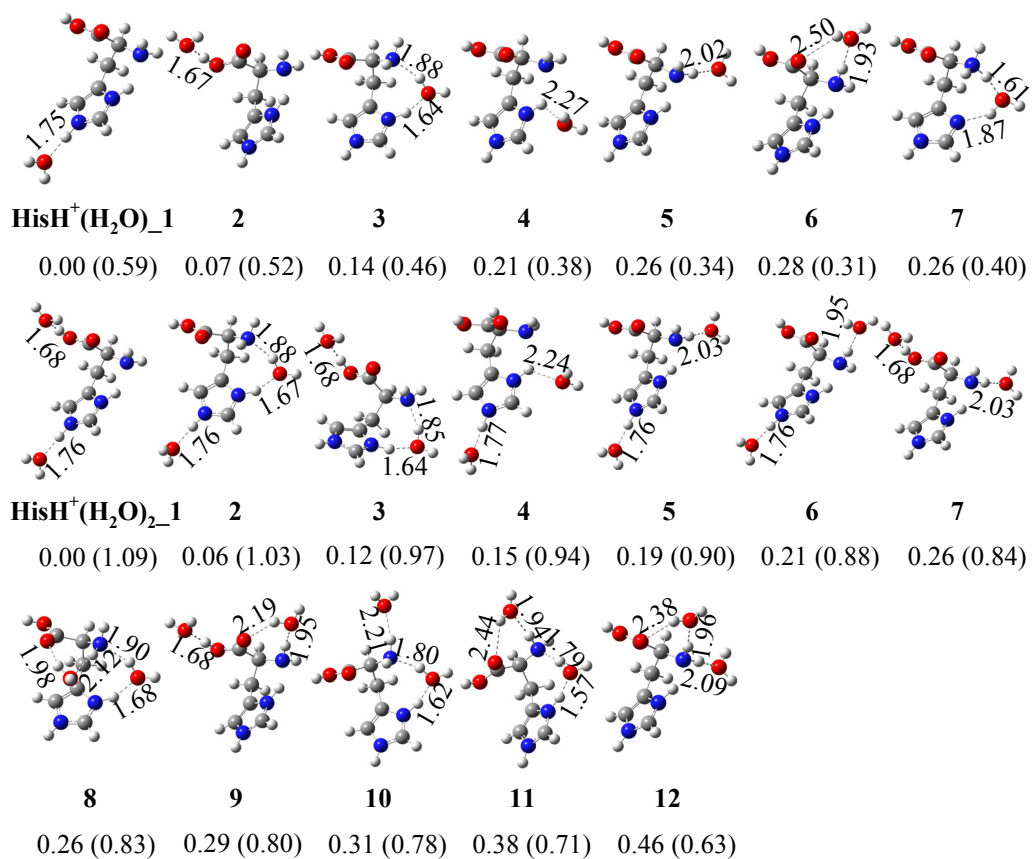 1.75 1.67 1.88 1.64 2.27 2.02 2.50 1.93 1.61 1.87
HisH⁺(H₂O)_1 2 3 4 5 6 7
0.00 (0.59) 0.07 (0.52) 0.14 (0.46) 0.21 (0.38) 0.26 (0.34) 0.28 (0.31) 0.26 (0.40)
1.68 1.76 1.88 1.67 1.76 1.68 1.85 1.64 2.24 1.77 2.03 1.76 1.95 1.76 1.68 2.03
HisH⁺(H₂O)₂_1 2 3 4 5 6 7
0.00 (1.09) 0.06 (1.03) 0.12 (0.97) 0.15 (0.94) 0.19 (0.90) 0.21 (0.88) 0.26 (0.84)
1.98 1.90 2.12 1.68 1.68 2.19 1.95 2.21 1.80 1.62 2.44 1.94 1.79 1.57 2.38 1.96 2.09
8 9 10 11 12
0.26 (0.83) 0.29 (0.80) 0.31 (0.78) 0.38 (0.71) 0.46 (0.63)